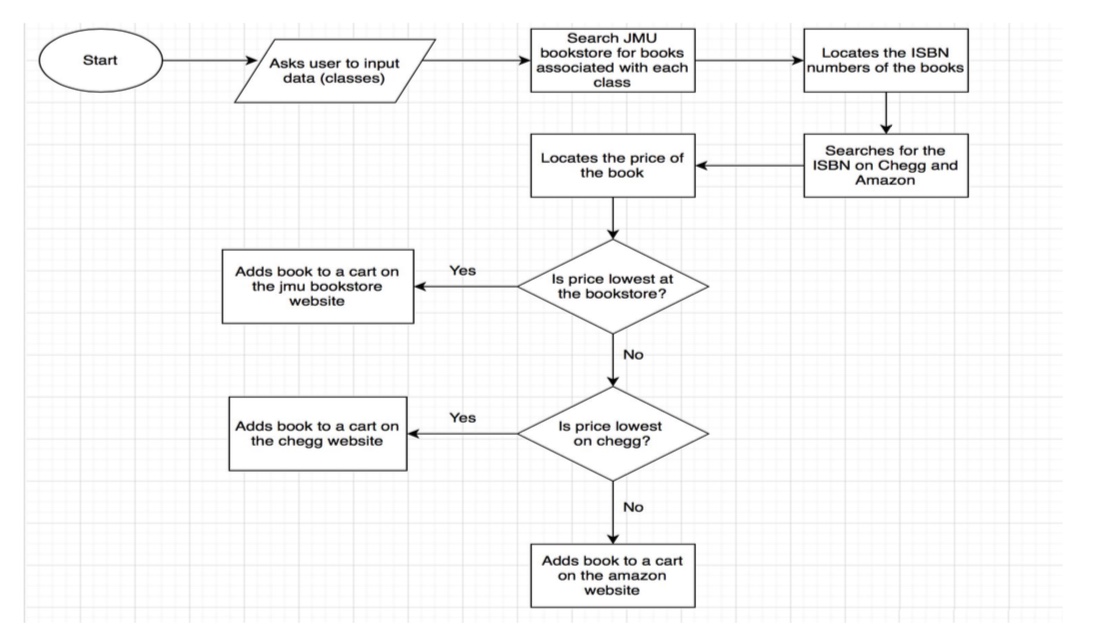 Start
Asks user to input
data (classes)
Search JMU
bookstore for books
associated with each
class
Locates the ISBN
numbers of the books
Searches for the
ISBN on Chegg and
Amazon
Locates the price of
the book
Is price lowest at
the bookstore?
Yes
Adds book to a cart on
the jmu bookstore
website
No
Is price lowest
on chegg?
Yes
Adds book to a cart on
the chegg website
No
Adds book to a cart
on the amazon
website